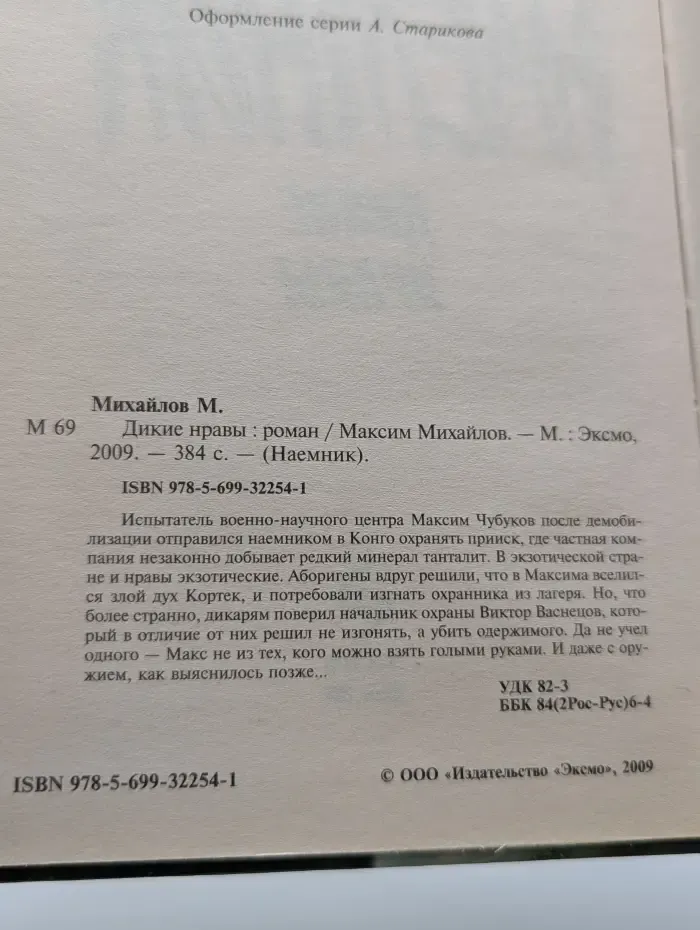 Оформление серии А. Старикова
Михайлов М.
М 69 Дикие нравы : роман / Максим Михайлов. — М. : Эксмо,
2009. — 384 с. — (Наемник).
ISBN 978-5-699-32254-1
Испытатель военно-научного центра Максим Чубуков после демоби-
лизации отправился наемником в Конго охранять прииск, где частная ком-
пания незаконно добывает редкий минерал танталит. В экзотической стра-
не и нравы экзотические. Аборигены вдруг решили, что в Максима вселил-
ся злой дух Кортек, и потребовали изгнать охранника из лагеря. Но, что
более странно, дикарям поверил начальник охраны Виктор Васнецов, кото-
рый в отличие от них решил не изгонять, а убить одержимого. Да не учел
одного — Макс не из тех, кого можно взять голыми руками. И даже с ору-
жием, как выяснилось позже...
УДК 82-3
ББК 84(2Рос-Рус)6-4
ISBN 978-5-699-32254-1
© ООО «Издательство «Эксмо», 2009